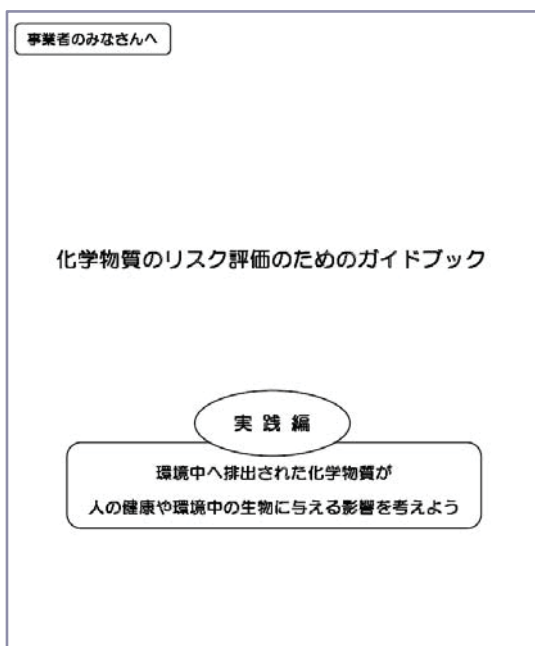 事業者のみなさんへ
化学物質のリスク評価のためのガイドブック
実 践 編
環境中へ排出された化学物質が
人の健康や環境中の生物に与える影響を考えよう